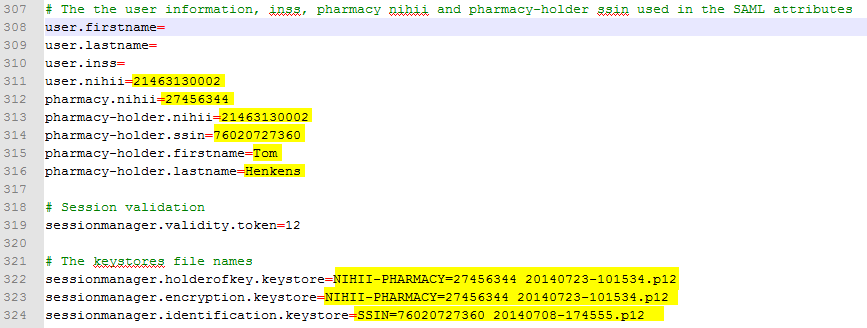 307 # The the user information, inss, pharmacy nihii and pharmacy-holder ssin used in the SAML attributes
308 user.firstname=
309 user.lastname=
310 user.inss=
311 user.nihii=21463130002
312 pharmacy.nihii=27456344
313 pharmacy-holder.nihii=21463130002
314 pharmacy-holder.ssin=76020727360
315 pharmacy-holder.firstname=Tom
316 pharmacy-holder.lastname=Henkens
317
318 # Session validation
319 sessionmanager.validity.token=12
320
321 # The keystores file names
322 sessionmanager.holderofkey.keystore=NIHII-PHARMACY=27456344 20140723-101534.p12
323 sessionmanager.encryption.keystore=NIHII-PHARMACY=27456344 20140723-101534.p12
324 sessionmanager.identification.keystore=SSIN=76020727360 20140708-174555.p12